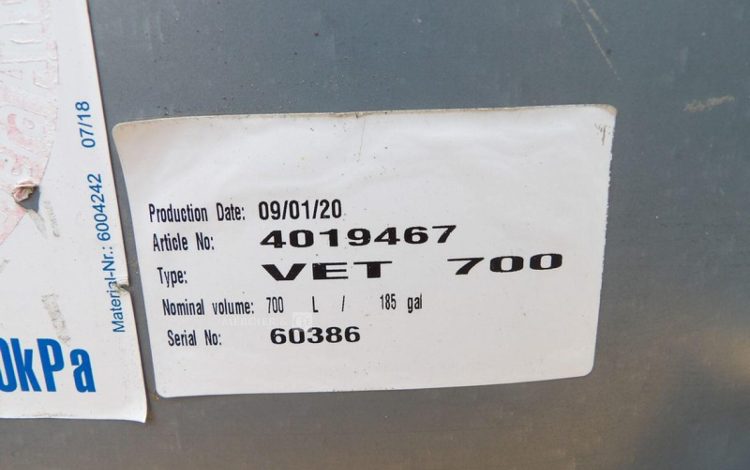 Material-Nr.: 6004242 07/18
0kPa
Production Date: 09/01/20
Article No: 4019467
Type: VET 700
Nominal volume: 700 L / 185 gal
Serial No: 60386